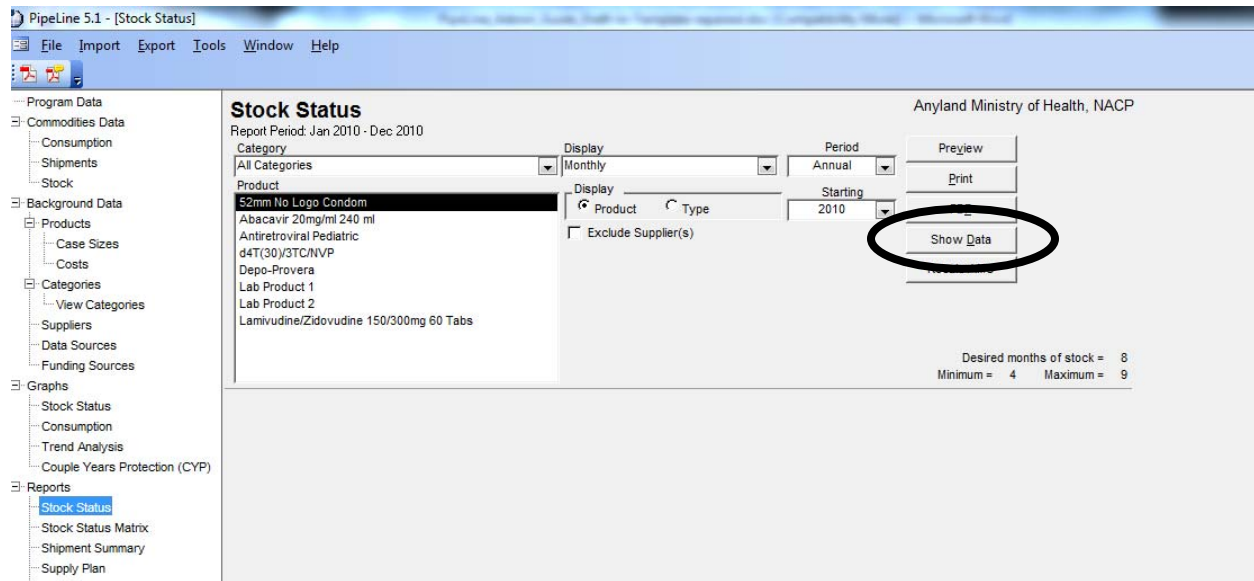 PipeLine 5.1 - [Stock Status]
File Import Export Tools Window Help
Program Data
Commodities Data
Consumption
Shipments
Stock
Background Data
Products
Case Sizes
Costs
Categories
View Categories
Suppliers
Data Sources
Funding Sources
Graphs
Stock Status
Consumption
Trend Analysis
Couple Years Protection (CYP)
Reports
Stock Status
Stock Status Matrix
Shipment Summary
Supply Plan
Stock Status
Anyland Ministry of Health, NACP
Report Period: Jan 2010 - Dec 2010
Category
All Categories
Display
Monthly
Period
Annual
Product
52mm No Logo Condom
Abacavir 20mg/ml 240 ml
Antiretroviral Pediatric
d4T(30)/3TC/NVP
Depo-Provera
Lab Product 1
Lab Product 2
Lamivudine/Zidovudine 150/300mg 60 Tabs
Display
Product Type
Exclude Supplier(s)
Starting
2010
Preview
Print
Show Data
Desired months of stock = 8
Minimum = 4 Maximum = 9